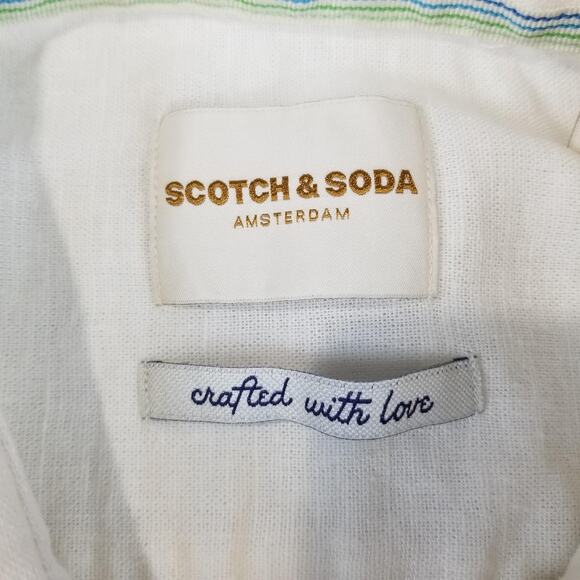 SCOTCH & SODA
AMSTERDAM
crafted with love